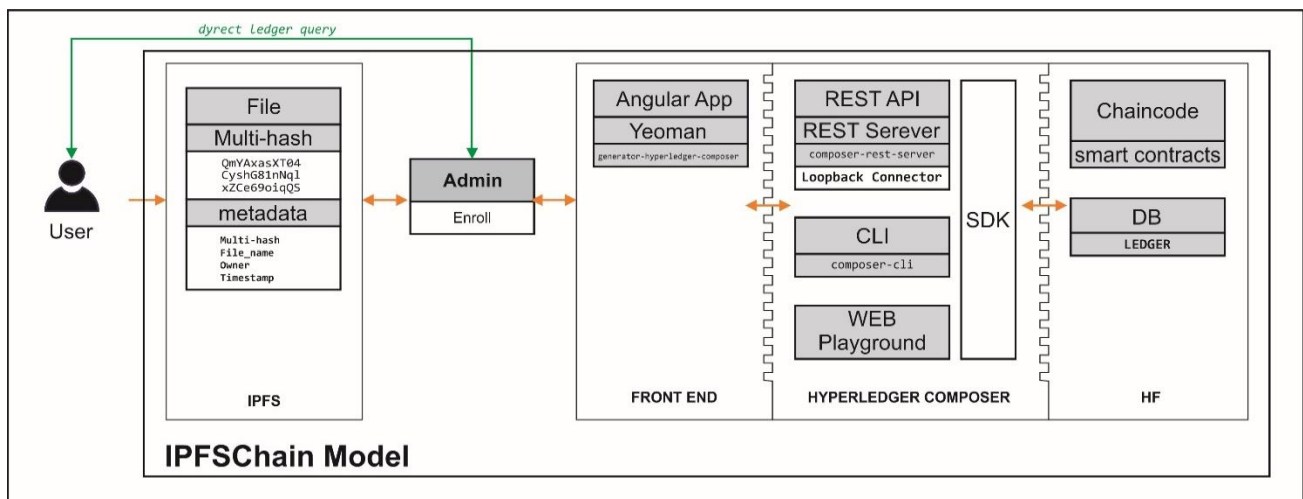 dyrect ledger query
User
File
Multi-hash
QmYAxasXT04
CyshG81nNql
xZCe69oiqQ5
metadata
Multi-hash
File_name
Owner
Timestamp
IPFS
Admin
Enroll
Angular App
Yeoman
generator-hyperledger-composer
FRONT END
REST API
REST Serever
composer-rest-server
Loopback Connector
CLI
composer-cli
WEB
Playground
SDK
HYPERLEDGER COMPOSER
Chaincode
smart contracts
DB
LEDGER
HF
IPFSChain Model